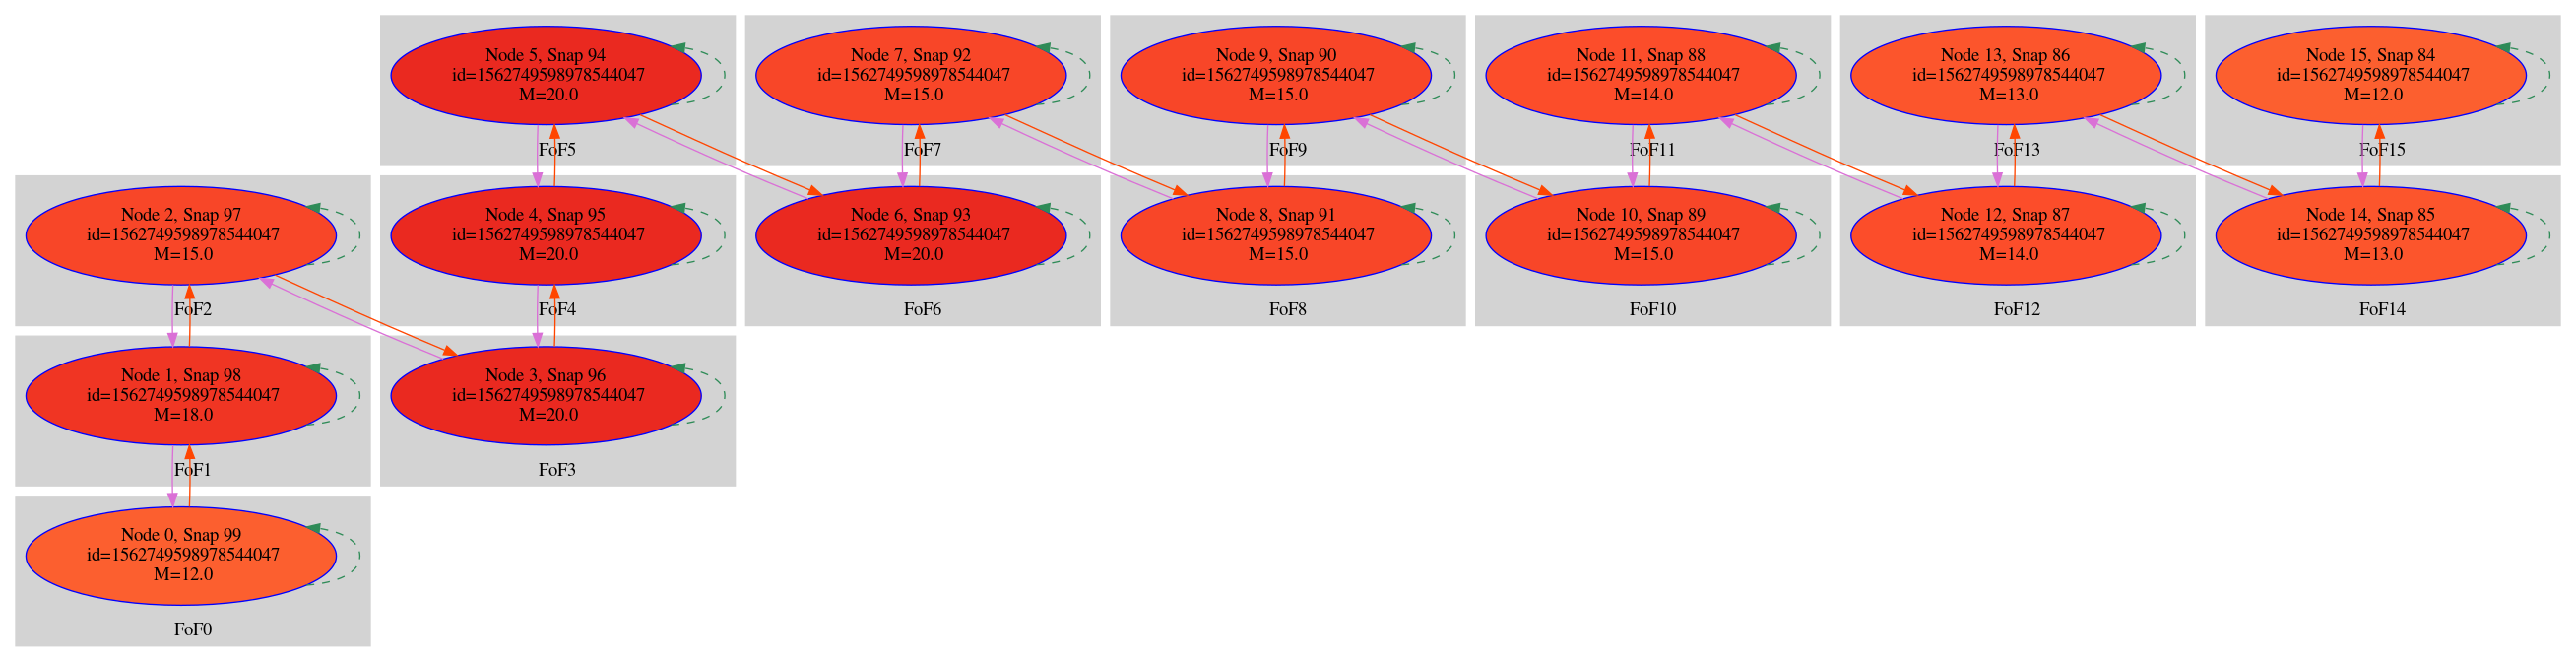 Node 5, Snap 94
id=1562749598978544047
M=20.0
FoF5
Node 7, Snap 92
id=1562749598978544047
M=15.0
FoF7
Node 9, Snap 90
id=1562749598978544047
M=15.0
FoF9
Node 11, Snap 88
id=1562749598978544047
M=14.0
FoF11
Node 13, Snap 86
id=1562749598978544047
M=13.0
FoF13
Node 15, Snap 84
id=1562749598978544047
M=12.0
FoF15
Node 2, Snap 97
id=1562749598978544047
M=15.0
FoF2
Node 4, Snap 95
id=1562749598978544047
M=20.0
FoF4
Node 6, Snap 93
id=1562749598978544047
M=20.0
FoF6
Node 8, Snap 91
id=1562749598978544047
M=15.0
FoF8
Node 10, Snap 89
id=1562749598978544047
M=15.0
FoF10
Node 12, Snap 87
id=1562749598978544047
M=14.0
FoF12
Node 14, Snap 85
id=1562749598978544047
M=13.0
FoF14
Node 1, Snap 98
id=1562749598978544047
M=18.0
FoF1
Node 3, Snap 96
id=1562749598978544047
M=20.0
FoF3
Node 0, Snap 99
id=1562749598978544047
M=12.0
FoF0